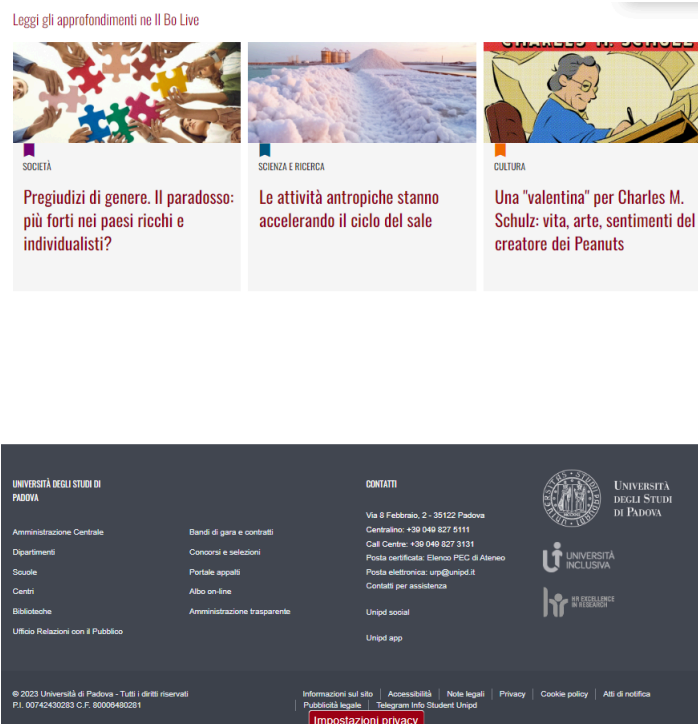 Leggi gli approfondimenti ne Il Bo Live
CHARLES M. SCHULZ
SOCIETÀ
Pregiudizi di genere. Il paradosso:
più forti nei paesi ricchi e
individualisti?
SCIENZA E RICERCA
Le attività antropiche stanno
accelerando il ciclo del sale
CULTURA
Una "valentina" per Charles M.
Schulz: vita, arte, sentimenti del
creatore dei Peanuts
UNIVERSITÀ DEGLI STUDI DI
PADOVA
Amministrazione Centrale
Dipartimenti
Scuole
Centri
Biblioteche
Ufficio Relazioni con il Pubblico
Bandi di gara e contratti
Concorsi e selezioni
Portale appalti
Albo on-line
Amministrazione trasparente
CONTATTI
Via 8 Febbraio, 2 - 35122 Padova
Centralino: +39 049 827 5111
Call Centre: +39 049 827 3131
Posta certificata: Elenco PEC di Ateneo
Posta elettronica: urp@unipd.it
Contatti per assistenza
Unipd social
Unipd app
UNIVERSITÀ
DEGLI STUDI
DI PADOVA
UNIVERSITÀ
INCLUSIVA
HR EXCELLENCE
IN RESEARCH
© 2023 Università di Padova - Tutti i diritti riservati
P.I. 00742430283 C.F. 80006480281
Informazioni sul sito | Accessibilità | Note legali | Privacy | Cookie policy | Atti di notifica
| Pubblicità legale | Telegram Info Student Unipd
Impostazioni privacy